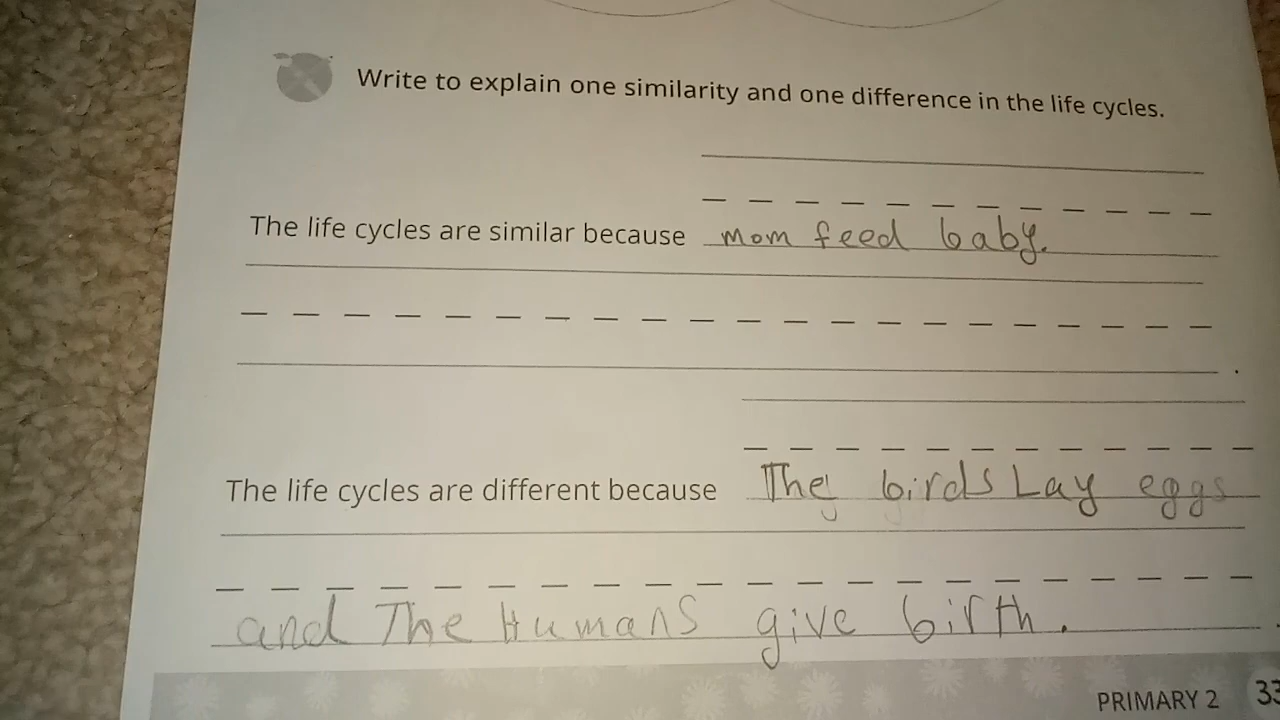 Write to explain one similarity and one difference in the life cycles.
The life cycles are similar because mom feed baby.
.
The life cycles are different because The birds Lay eggs
and The Humans give birth.
PRIMARY 2 33